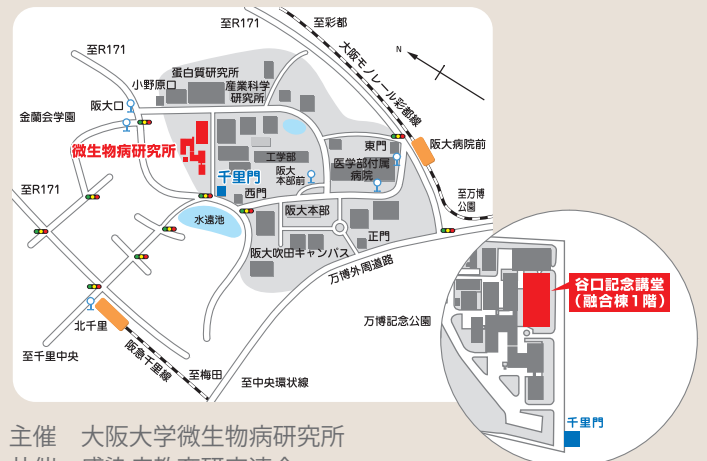 至R171
至彩都
至R171
大阪モノレール彩都線
N
蛋白質研究所
小野原口
産業科学
研究所
阪大口
金蘭会学園
微生物病研究所
工学部
東門
阪大病院前
千里門
阪大
本部前
医学部付属
病院
至R171
西門
至万博
公園
水遠池
阪大本部
正門
阪大吹田キャンパス
万博外周道路
谷口記念講堂
(融合棟1階)
北千里
万博記念公園
至千里中央
阪急千里線
至梅田
至中央環状線
千里門
主催 大阪大学微生物病研究所